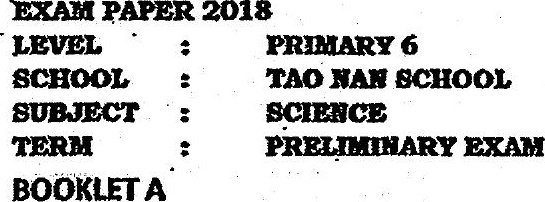 EXAM PAPER 2018
LEVEL : PRIMARY 6
SCHOOL : TAO NAN SCHOOL
SUBJECT : SCIENCE
TERM : PRELIMINARY EXAM
BOOKLET A